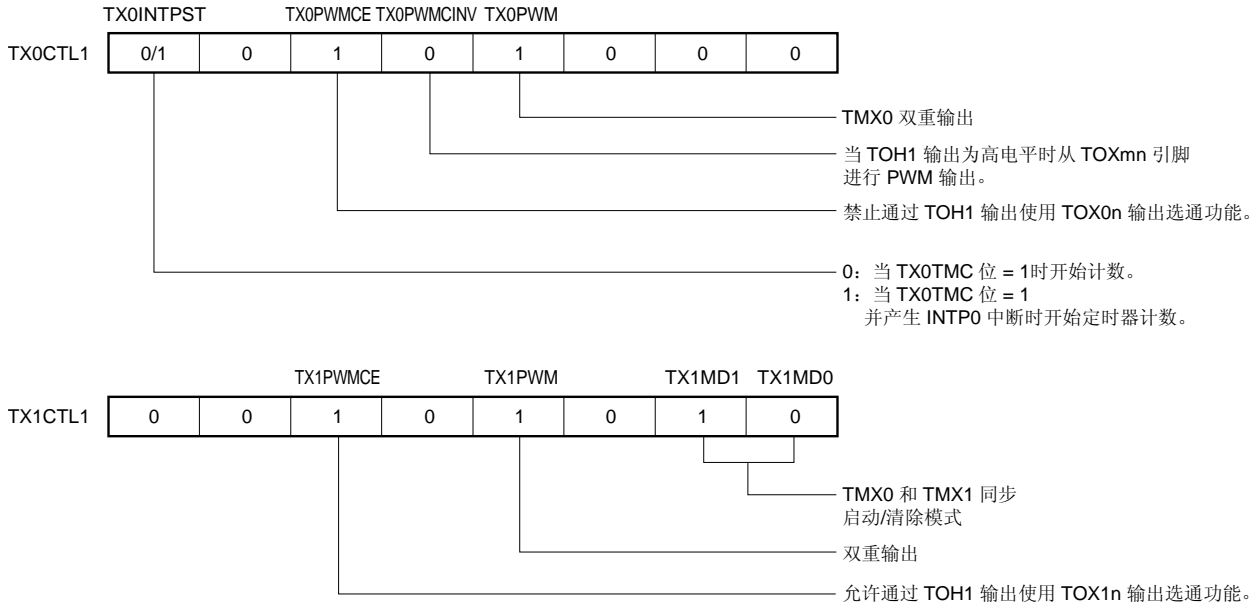 TX0INTPST TX0PWMCE TX0PWMCINV TX0PWM
TX0CTL1 0/1 0 1 0 1 0 0 0
TMX0 双重输出
当 TOH1 输出为高电平时从 TOXmn 引脚
进行 PWM 输出。
禁止通过 TOH1 输出使用 TOX0n 输出选通功能。
0：当 TX0TMC 位 = 1时开始计数。
1：当 TX0TMC 位 = 1
并产生 INTP0 中断时开始定时器计数。
TX1PWMCE TX1PWM TX1MD1 TX1MD0
TX1CTL1 0 0 1 0 1 0 1 0
TMX0 和 TMX1 同步
启动/清除模式
双重输出
允许通过 TOH1 输出使用 TOX1n 输出选通功能。